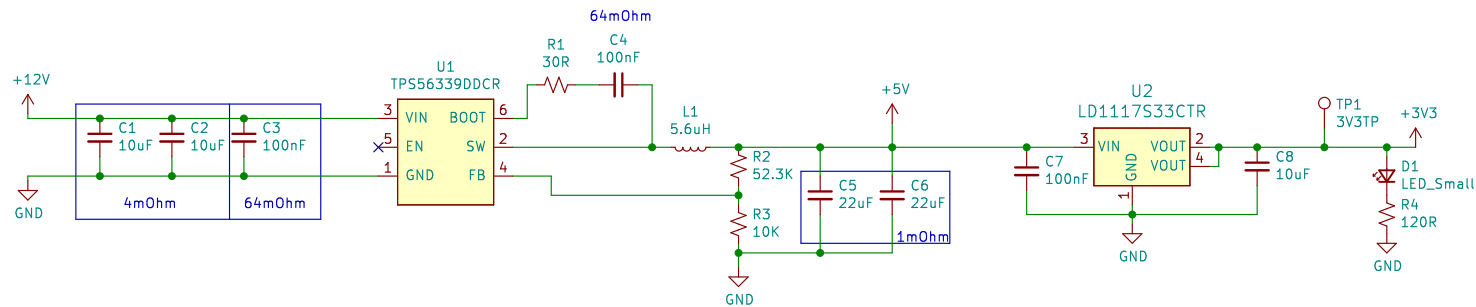 64mOhm
+12V
C1
10uF
C2
10uF
C3
100nF
4mOhm
64mOhm
GND
U1
TPS56339DDCR
3
VIN
BOOT
6
5
EN
SW
2
1
GND
FB
4
R1
30R
C4
100nF
L1
5.6uH
R2
52.3K
R3
10K
GND
+5V
C5
22uF
C6
22uF
1mOhm
C7
100nF
U2
LD1117S33CTR
3
VIN
VOUT
2
VOUT
4
GND
1
GND
C8
10uF
TP1
3V3TP
+3V3
D1
LED_Small
R4
120R
GND